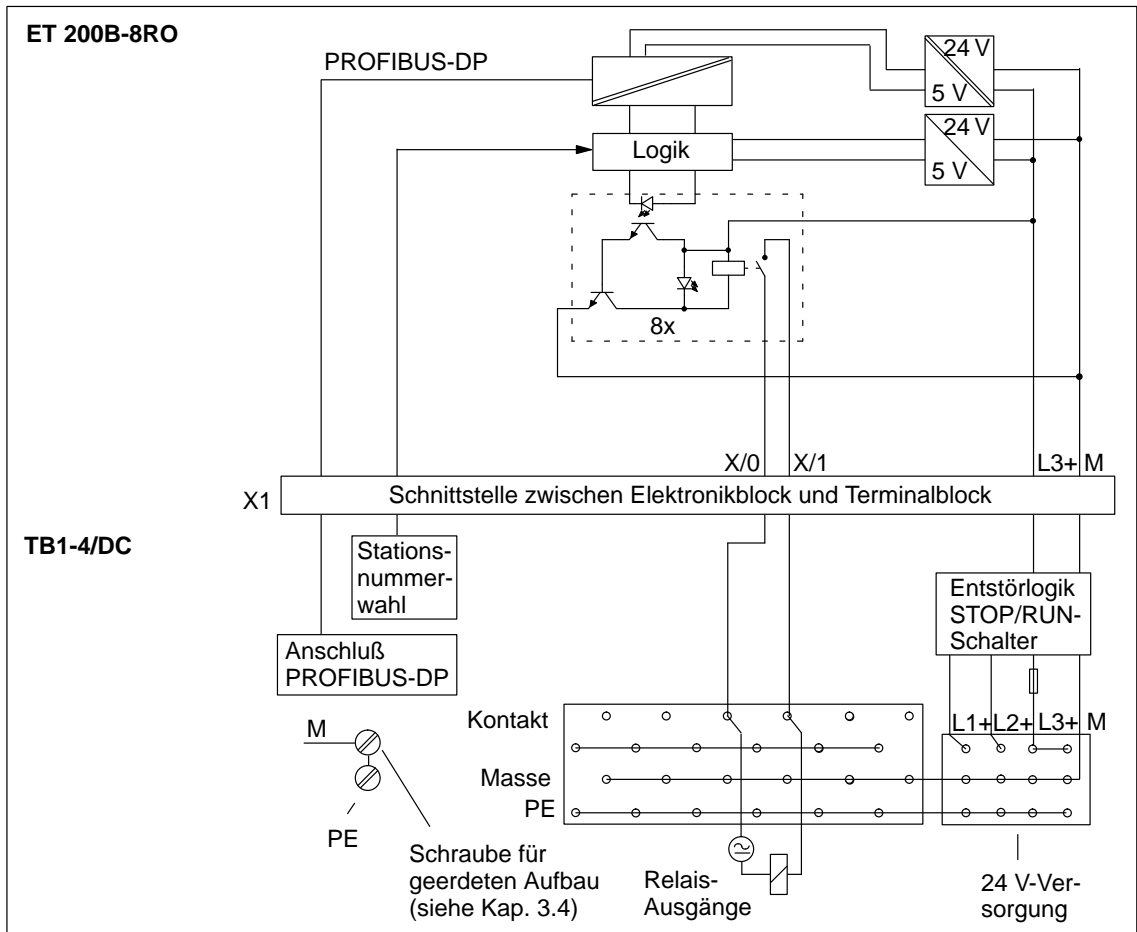 ET 200B-8RO
PROFIBUS-DP
24 V
5 V
24 V
5 V
Logik
8x
X/0
X/1
L3+ M
X1
Schnittstelle zwischen Elektronikblock und Terminalblock
TB1-4/DC
Stations-
nummer-
wahl
Anschluß
PROFIBUS-DP
Entstörlogik
STOP/RUN-
Schalter
L1+ L2+ L3+ M
Kontakt
Masse
PE
M
PE
Schraube für
geerdeten Aufbau
(siehe Kap. 3.4)
Relais-
Ausgänge
24 V-Ver-
sorgung